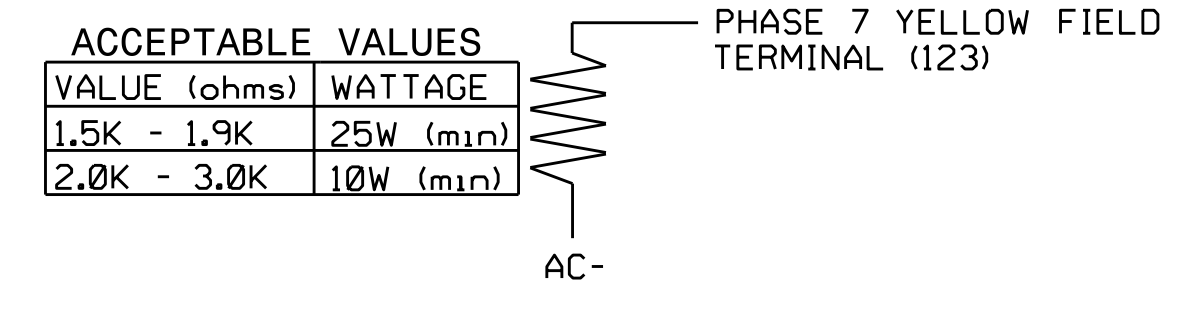 PHASE 7 YELLOW FIELD
TERMINAL (123)
ACCEPTABLE VALUES
VALUE (ohms) WATTAGE
1.5K - 1.9K 25W (min)
2.0K - 3.0K 10W (min)
AC-